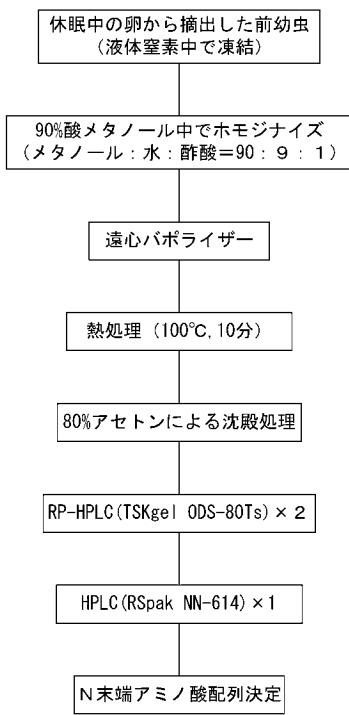 休眠中の卵から摘出した前幼虫
(液体窒素中で凍結)
90%酸メタノール中でホモジナイズ
(メタノール:水:酢酸=90:9:1)
遠心バポライザー
熱処理 (100℃, 10分)
80%アセトンによる沈殿処理
RP-HPLC(TSKgel ODS-80Ts)×2
HPLC(RSpak NN-614)×1
N末端アミノ酸配列決定